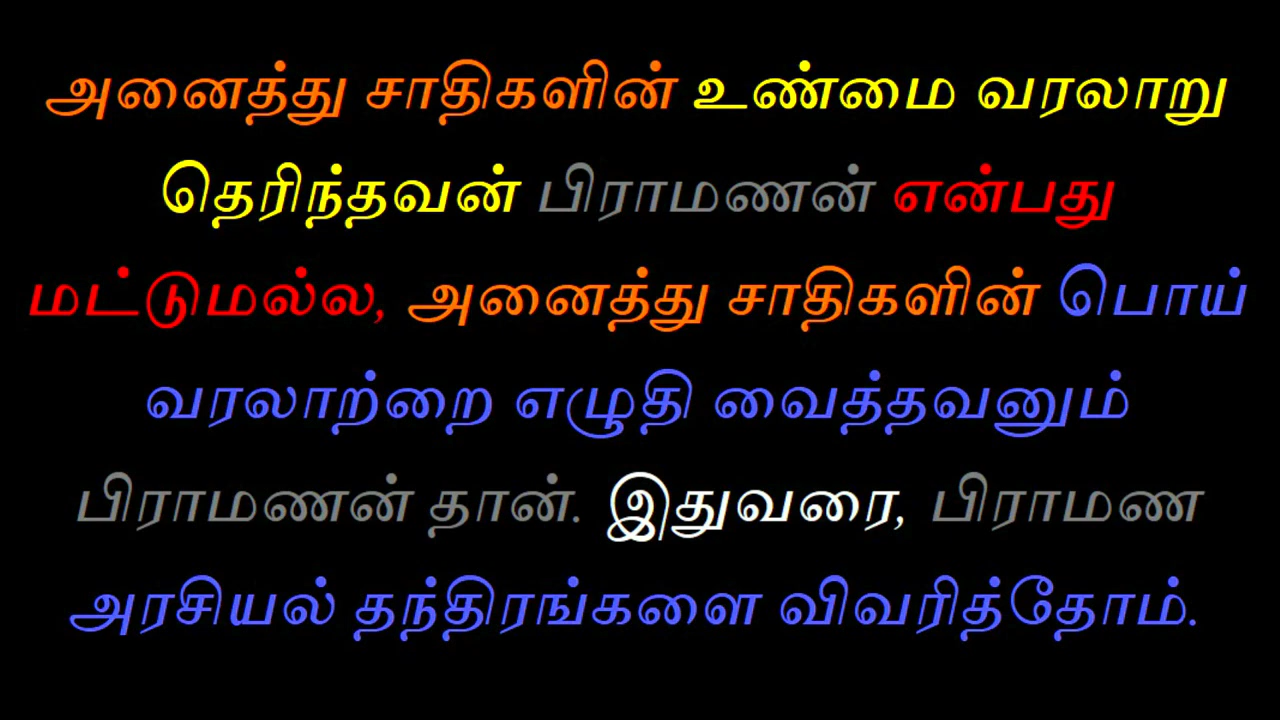 அனைத்து சாதிகளின் உண்மை வரலாறு
தெரிந்தவன் பிராமணன் என்பது
மட்டுமல்ல, அனைத்து சாதிகளின் பொய்
வரலாற்றை எழுதி வைத்தவனும்
பிராமணன் தான். இதுவரை, பிராமண
அரசியல் தந்திரங்களை விவரித்தோம்.